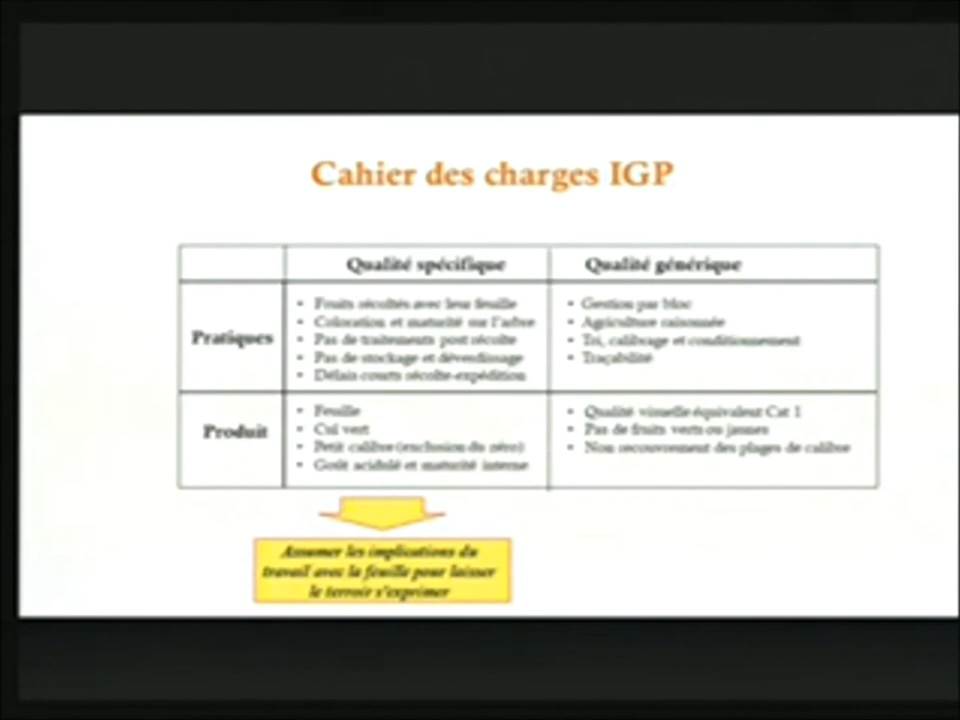 Cahier des charges IGP
Qualité spécifique
Qualité générique
Pratiques
• Fruits récoltés avec leur feuille
• Coloration et maturité sur l'arbre
• Pas de traitements post récolte
• Pas de stockage et déverdissage
• Délais courts récolte-expédition
• Gestion par bloc
• Agriculture raisonnée
• Tri, calibrage et conditionnement
• Traçabilité
Produit
• Feuille
• Cul vert
• Petit calibre (exclusion du zéro)
• Goût acidulé et maturité interne
• Qualité visuelle équivalent Cat 1
• Pas de fruits verts ou jaunes
• Non recouvrement des plages de calibre
Assumer les implications du
travail avec la feuille pour laisser
le terroir s'exprimer